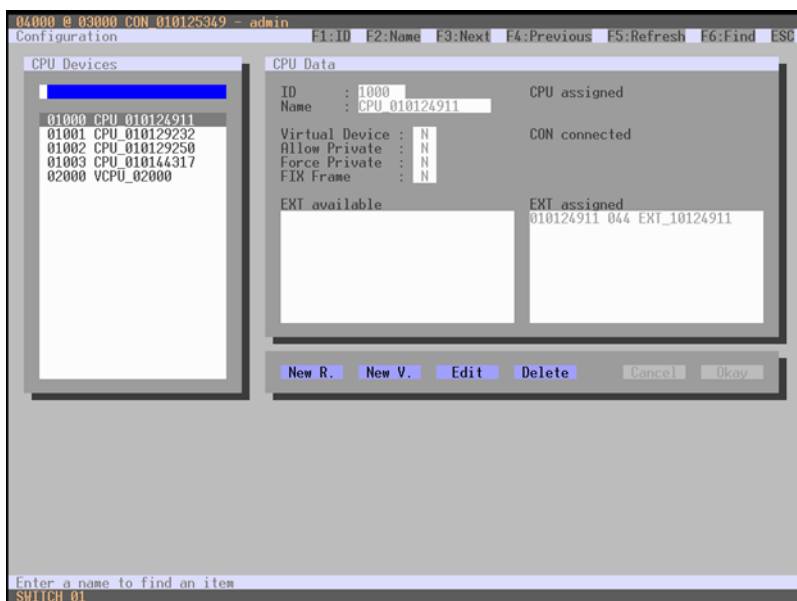 04000 @ 03000 CON_010125349 - admin
Configuration F1:ID F2:Name F3:Next F4:Previous F5:Refresh F6:Find ESC
CPU Devices
01000 CPU_010124911
01001 CPU_010129232
01002 CPU_010129250
01003 CPU_010144317
02000 VCPU_02000
CPU Data
ID : 1000
Name : CPU_010124911
CPU assigned
Virtual Device : N
Allow Private : N
Force Private : N
FIX Frame : N
CON connected
EXT available
EXT assigned
010124911 044 EXT_10124911
New R. New V. Edit Delete Cancel Okay
Enter a name to find an item
SWITCH_01